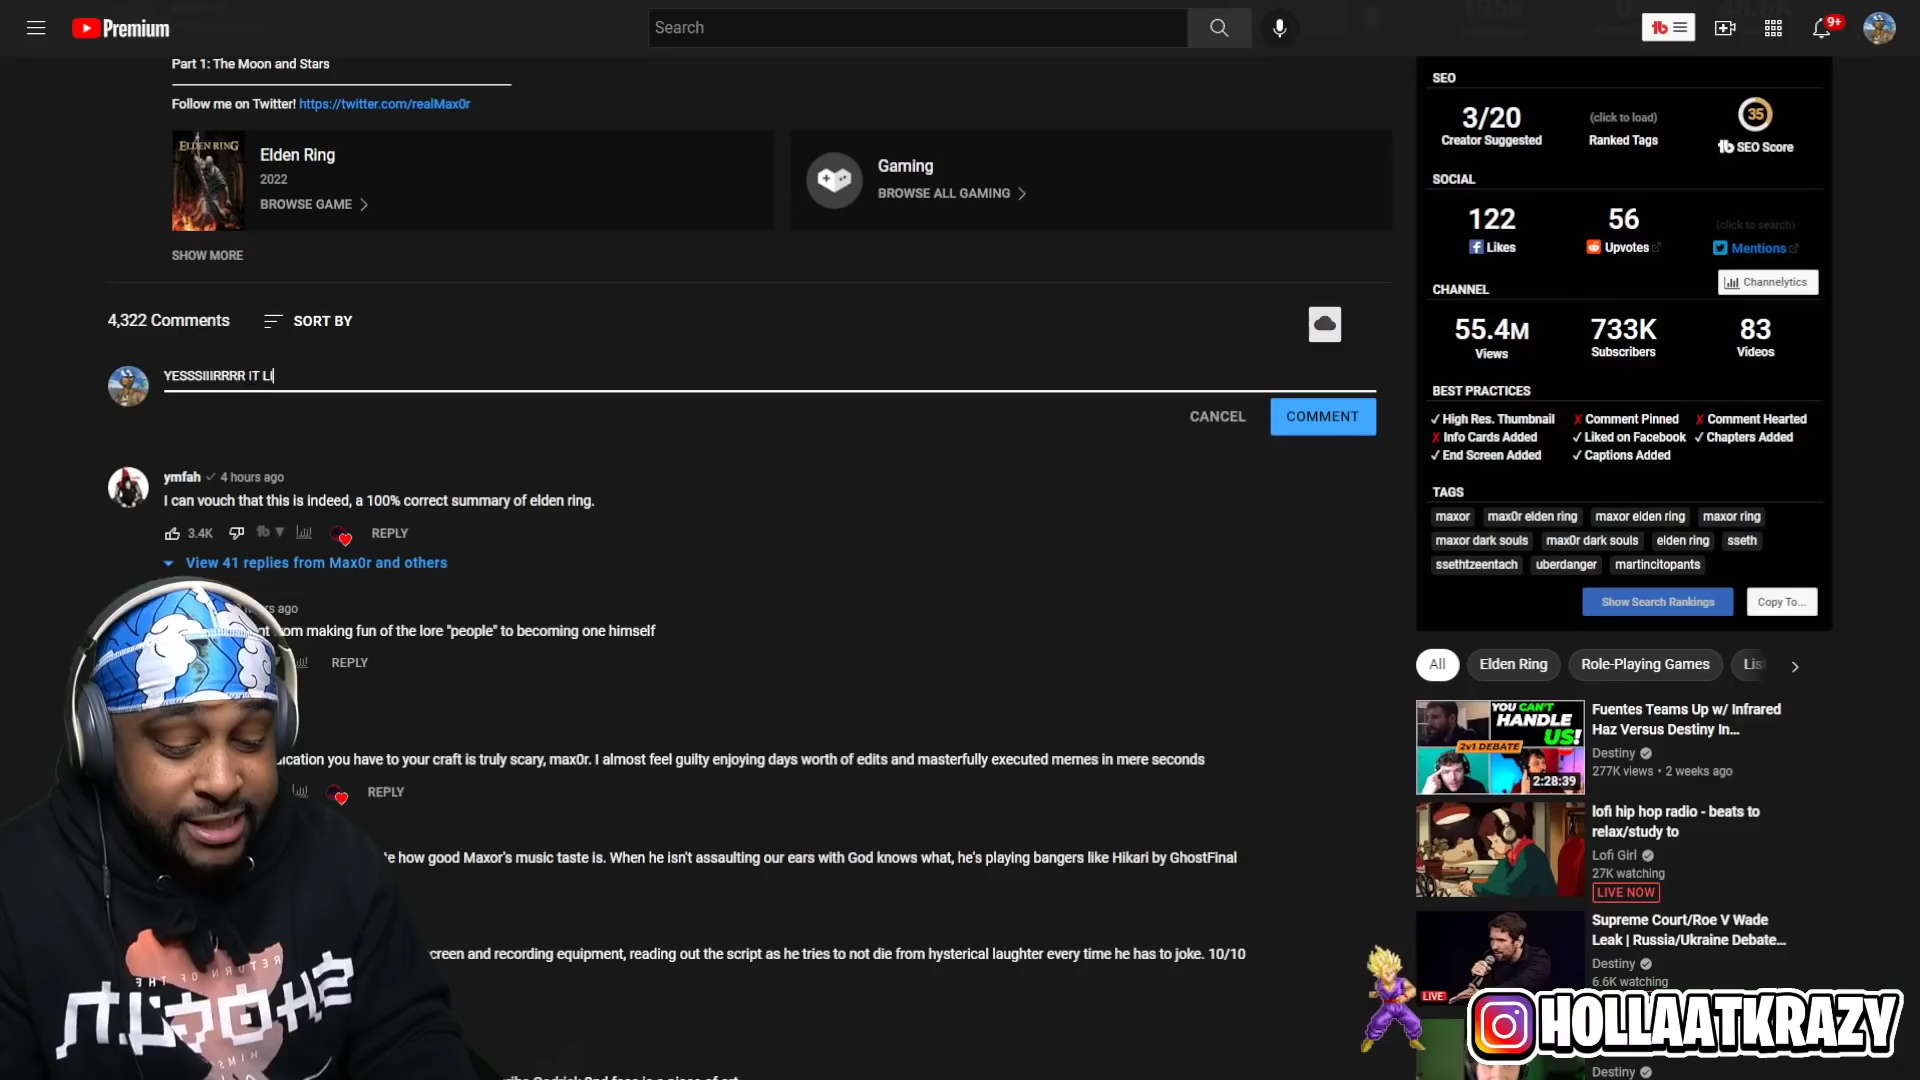 Premium
Search
9+
Part 1: The Moon and Stars
Follow me on Twitter! https://twitter.com/realMax0r
ELDEN RING
Elden Ring
2022
BROWSE GAME
Gaming
BROWSE ALL GAMING
SHOW MORE
4,322 Comments
SORT BY
YESSSIIIRRRR IT LI
CANCEL
COMMENT
ymfah 4 hours ago
I can vouch that this is indeed, a 100% correct summary of elden ring.
3.4K
REPLY
View 41 replies from Max0r and others
ago
from making fun of the lore "people" to becoming one himself
REPLY
you have to your craft is truly scary, max0r. I almost feel guilty enjoying days worth of edits and masterfully executed memes in mere seconds
REPLY
how good Maxor's music taste is. When he isn't assaulting our ears with God knows what, he's playing bangers like Hikari by GhostFinal
and recording equipment, reading out the script as he tries to not die from hysterical laughter every time he has to joke. 10/10
SEO
3/20
Creator Suggested
(click to load)
Ranked Tags
35
tb SEO Score
SOCIAL
122
Likes
56
Upvotes
(click to search)
Mentions
CHANNEL
Channelytics
55.4M
Views
733K
Subscribers
83
Videos
BEST PRACTICES
✓ High Res. Thumbnail
✗ Comment Pinned
✗ Comment Hearted
✗ Info Cards Added
✓ Liked on Facebook
✓ Chapters Added
✓ End Screen Added
✓ Captions Added
TAGS
maxor
max0r elden ring
maxor elden ring
maxor ring
maxor dark souls
max0r dark souls
elden ring
sseth
ssethtzeentach
uberdanger
martincitopants
Show Search Rankings
Copy To...
All
Elden Ring
Role-Playing Games
YOU CAN'T
HANDLE
US!
2v1 DEBATE
2:28:39
Fuentes Teams Up w/ Infrared
Haz Versus Destiny In...
Destiny
277K views • 2 weeks ago
lofi hip hop radio - beats to
relax/study to
Lofi Girl
27K watching
LIVE NOW
LIVE
Supreme Court/Roe V Wade
Leak | Russia/Ukraine Debate...
Destiny
6.6K watching
HOLLAATKRAZY
Destiny